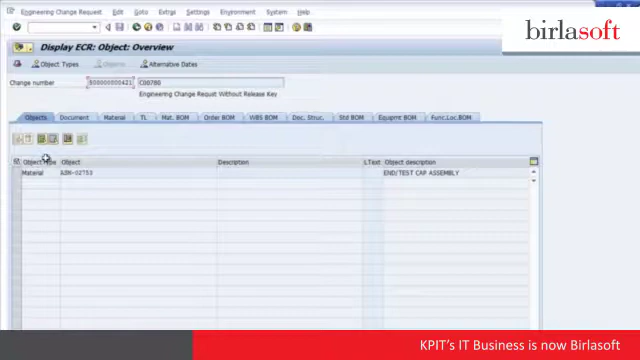 Engineering Change Request Edit Goto Extras Settings Environment System Help
birlasoft
Display ECR: Object: Overview
Object Types Objects Alternative Dates
Change number 500000000421 C00780
Engineering Change Requst Without Release Key
Objects Document Material TL Mat. BOM Order BOM WBS BOM Doc. Struc. Std BOM Equipmt BOM Func.Loc.BOM
Object Type Object Description LText Object description
Material END/TEST CAP ASSEMBLY
KPIT's IT Business is now Birlasoft